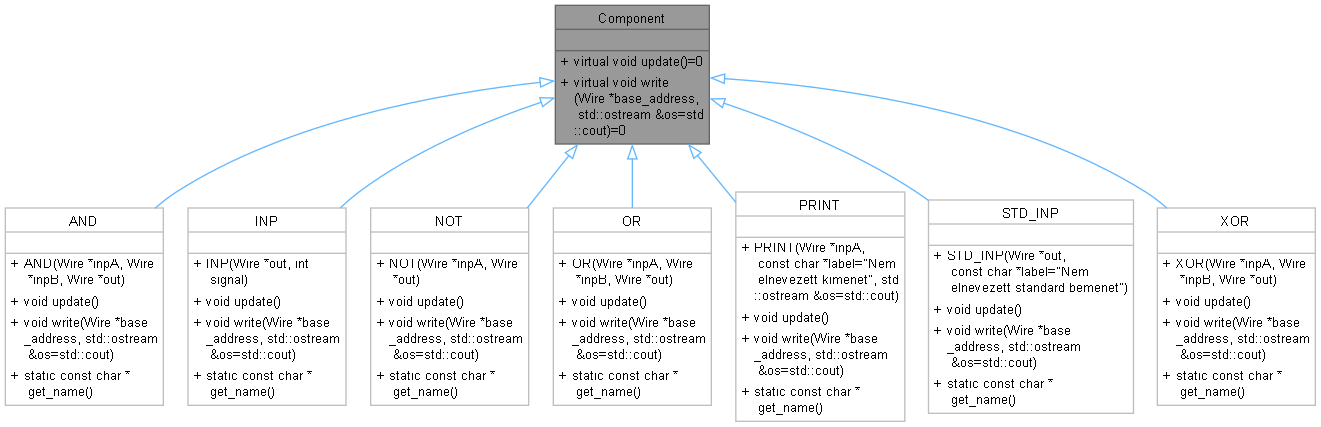 Component
+ virtual void update()=0
+ virtual void write
(Wire *base_address,
std::ostream &os=std
::cout)=0
AND
+ AND(Wire *inpA, Wire
*inpB, Wire *out)
+ void update()
+ void write(Wire *base
_address, std::ostream
&os=std::cout)
+ static const char *
get_name()
INP
+ INP(Wire *out, int
signal)
+ void update()
+ void write(Wire *base
_address, std::ostream
&os=std::cout)
+ static const char *
get_name()
NOT
+ NOT(Wire *inpA, Wire
*out)
+ void update()
+ void write(Wire *base
_address, std::ostream
&os=std::cout)
+ static const char *
get_name()
OR
+ OR(Wire *inpA, Wire
*inpB, Wire *out)
+ void update()
+ void write(Wire *base
_address, std::ostream
&os=std::cout)
+ static const char *
get_name()
PRINT
+ PRINT(Wire *inpA,
const char *label="Nem
elnevezett kimenet", std
::ostream &os=std::cout)
+ void update()
+ void write(Wire *base
_address, std::ostream
&os=std::cout)
+ static const char *
get_name()
STD_INP
+ STD_INP(Wire *out,
const char *label="Nem
elnevezett standard bemenet")
+ void update()
+ void write(Wire *base
_address, std::ostream
&os=std::cout)
+ static const char *
get_name()
XOR
+ XOR(Wire *inpA, Wire
*inpB, Wire *out)
+ void update()
+ void write(Wire *base
_address, std::ostream
&os=std::cout)
+ static const char *
get_name()